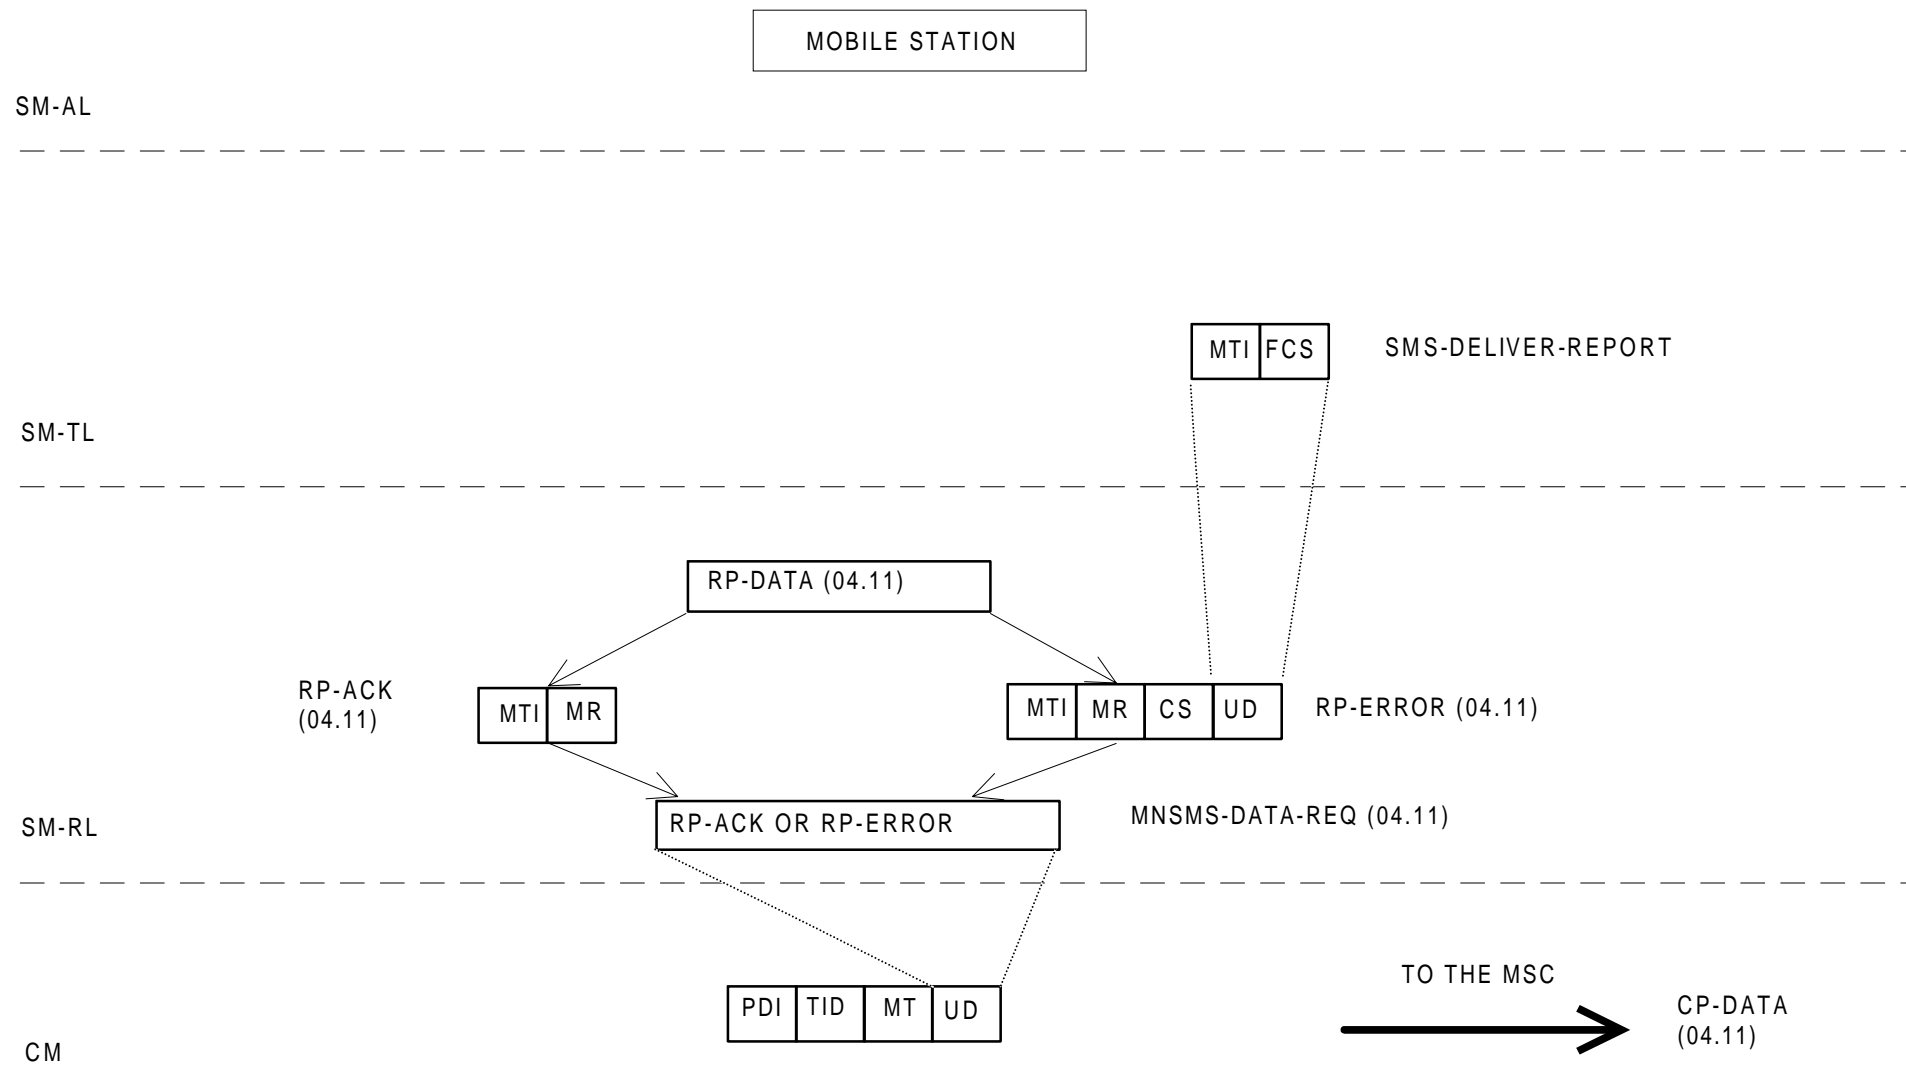 MOBILE STATION
SM-AL
MTI FCS SMS-DELIVER-REPORT
SM-TL
RP-DATA (04.11)
RP-ACK
(04.11)
MTI MR
MTI MR CS UD RP-ERROR (04.11)
SM-RL
RP-ACK OR RP-ERROR
MNSMS-DATA-REQ (04.11)
PDI TID MT UD
TO THE MSC
CP-DATA
(04.11)
CM